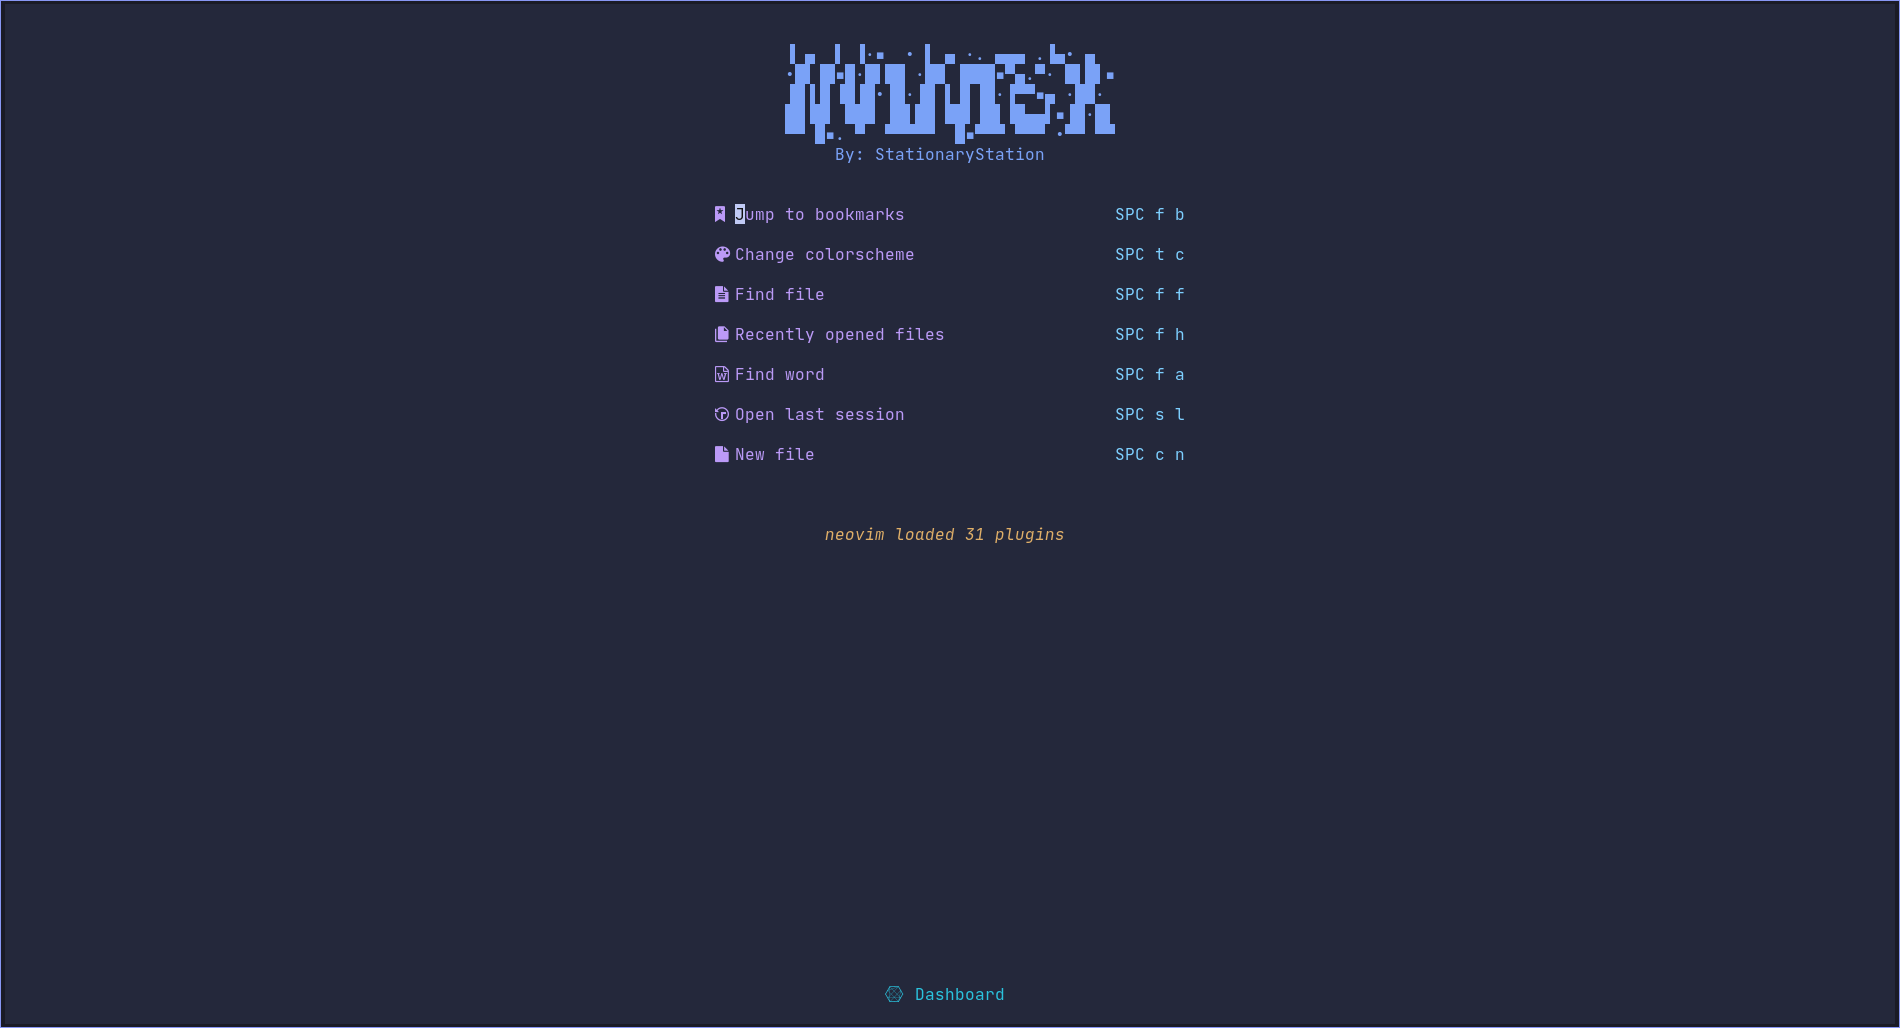 By: StationaryStation
Jump to bookmarks SPC f b
Change colorscheme SPC t c
Find file SPC f f
Recently opened files SPC f h
Find word SPC f a
Open last session SPC s l
New file SPC c n
neovim loaded 31 plugins
Dashboard